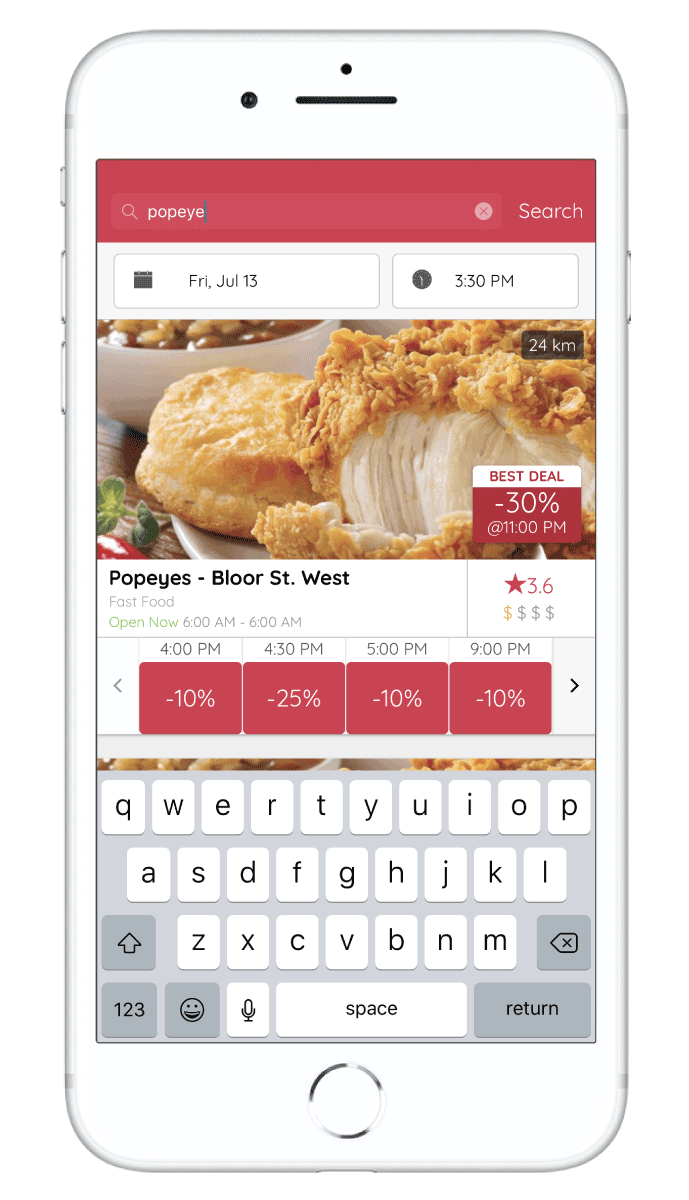 popeye
Search
Fri, Jul 13
3:30 PM
24 km
BEST DEAL
-30%
@11:00 PM
Popeyes - Bloor St. West
Fast Food
Open Now 6:00 AM - 6:00 AM
★3.6
$ $ $ $
4:00 PM 4:30 PM 5:00 PM 9:00 PM
-10% -25% -10% -10%
q w e r t y u i o p
a s d f g h j k l
z x c v b n m
123 space return